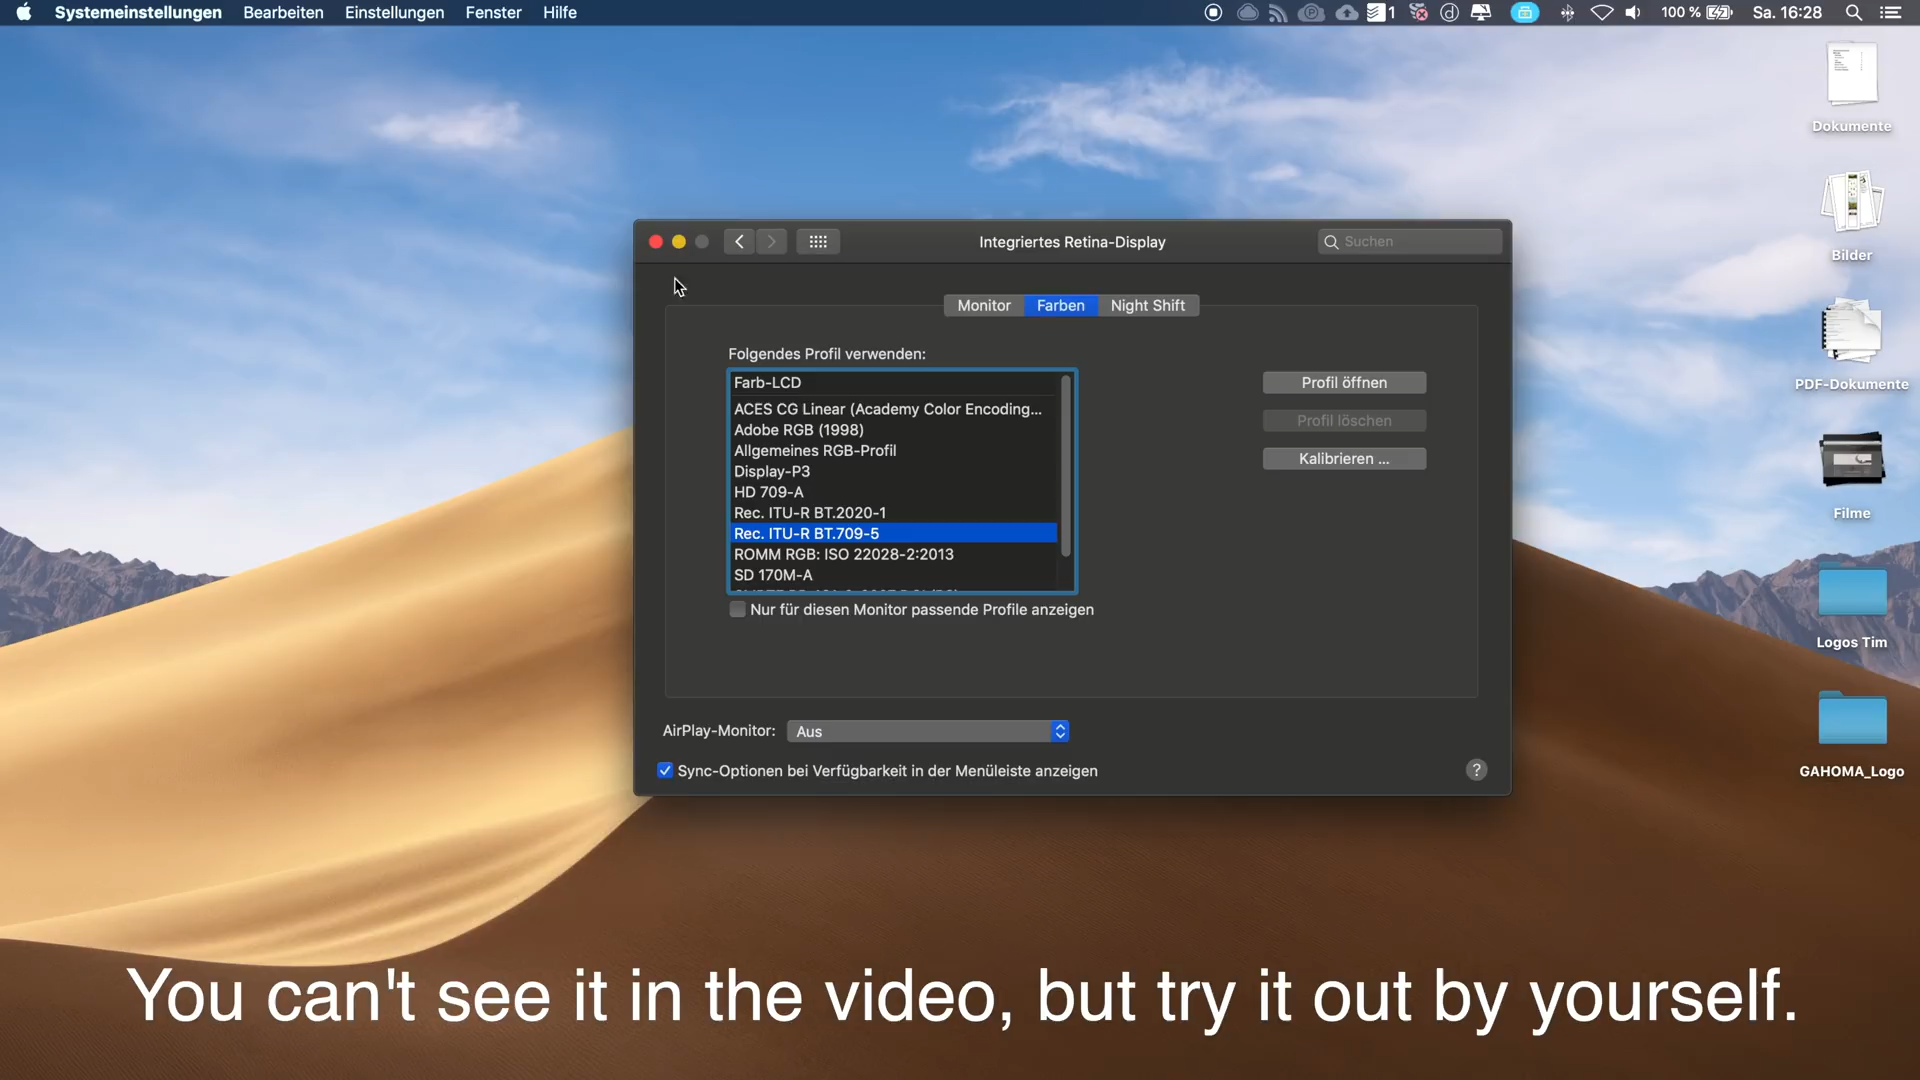 Systemeinstellungen Bearbeiten Einstellungen Fenster Hilfe 1 100 % Sa. 16:28
Dokumente
Bilder
PDF-Dokumente
Filme
Logos Tim
GAHOMA_Logo
Integriertes Retina-Display
Suchen
Monitor Farben Night Shift
Folgendes Profil verwenden:
Farb-LCD
ACES CG Linear (Academy Color Encoding...
Adobe RGB (1998)
Allgemeines RGB-Profil
Display-P3
HD 709-A
Rec. ITU-R BT.2020-1
Rec. ITU-R BT.709-5
ROMM RGB: ISO 22028-2:2013
SD 170M-A
Profil öffnen
Profil löschen
Kalibrieren ...
Nur für diesen Monitor passende Profile anzeigen
AirPlay-Monitor: Aus
Sync-Optionen bei Verfügbarkeit in der Menüleiste anzeigen
?
You can't see it in the video, but try it out by yourself.